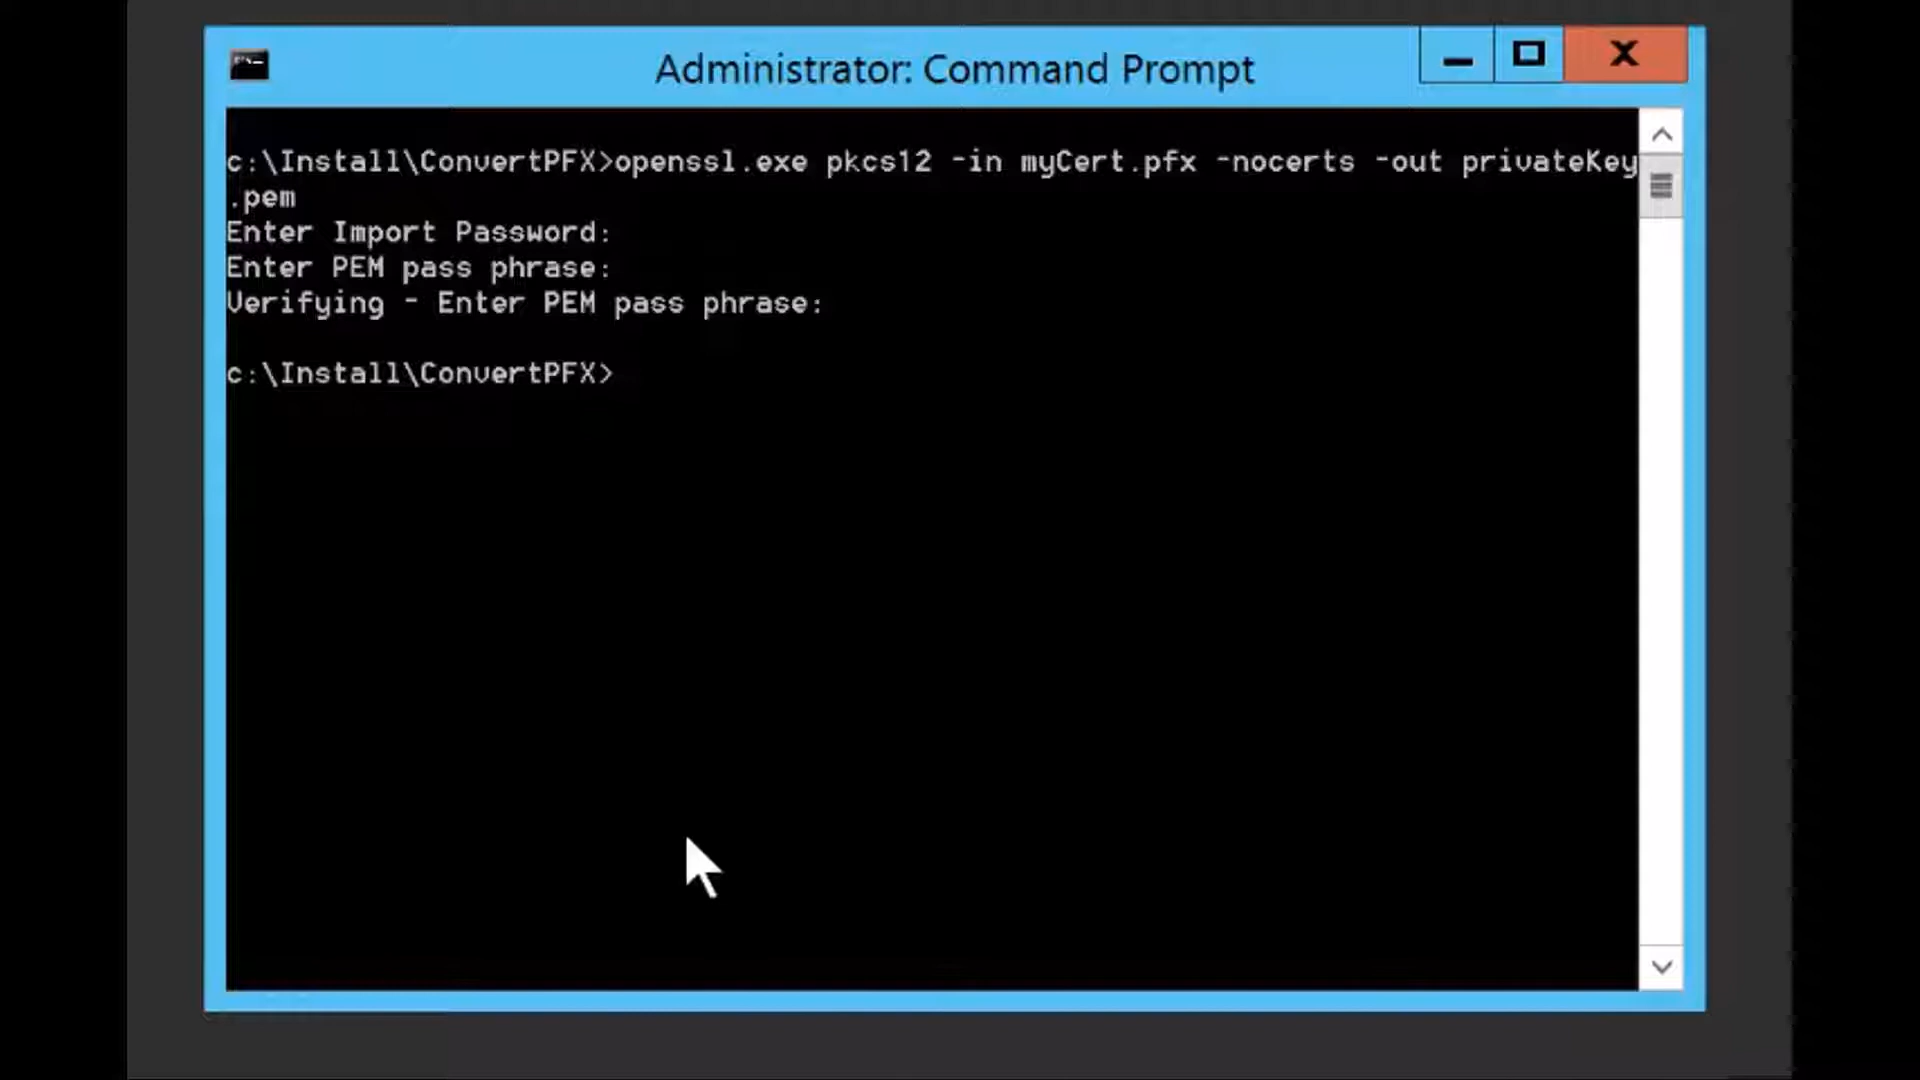 Administrator: Command Prompt
c:\Install\ConvertPFX>openssl.exe pkcs12 -in myCert.pfx -nocerts -out privateKey
.pem
Enter Import Password:
Enter PEM pass phrase:
Verifying - Enter PEM pass phrase:
c:\Install\ConvertPFX>